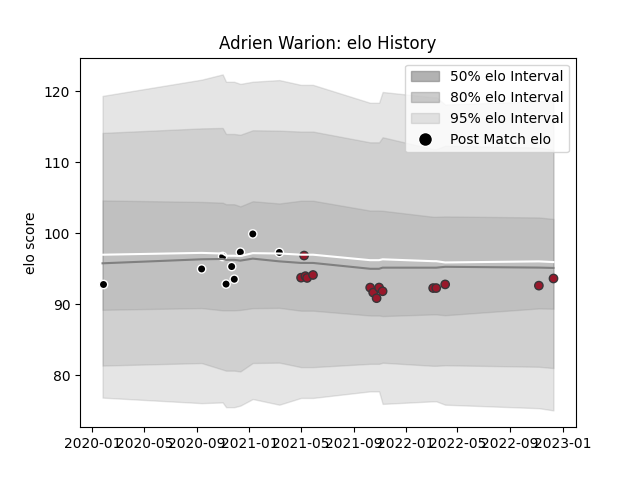 Adrien Warion: elo History
50% elo Interval
80% elo Interval
95% elo Interval
Post Match elo
elo score
120
110
100
90
80
2020-01 2020-05 2020-09 2021-01 2021-05 2021-09 2022-01 2022-05 2022-09 2023-01